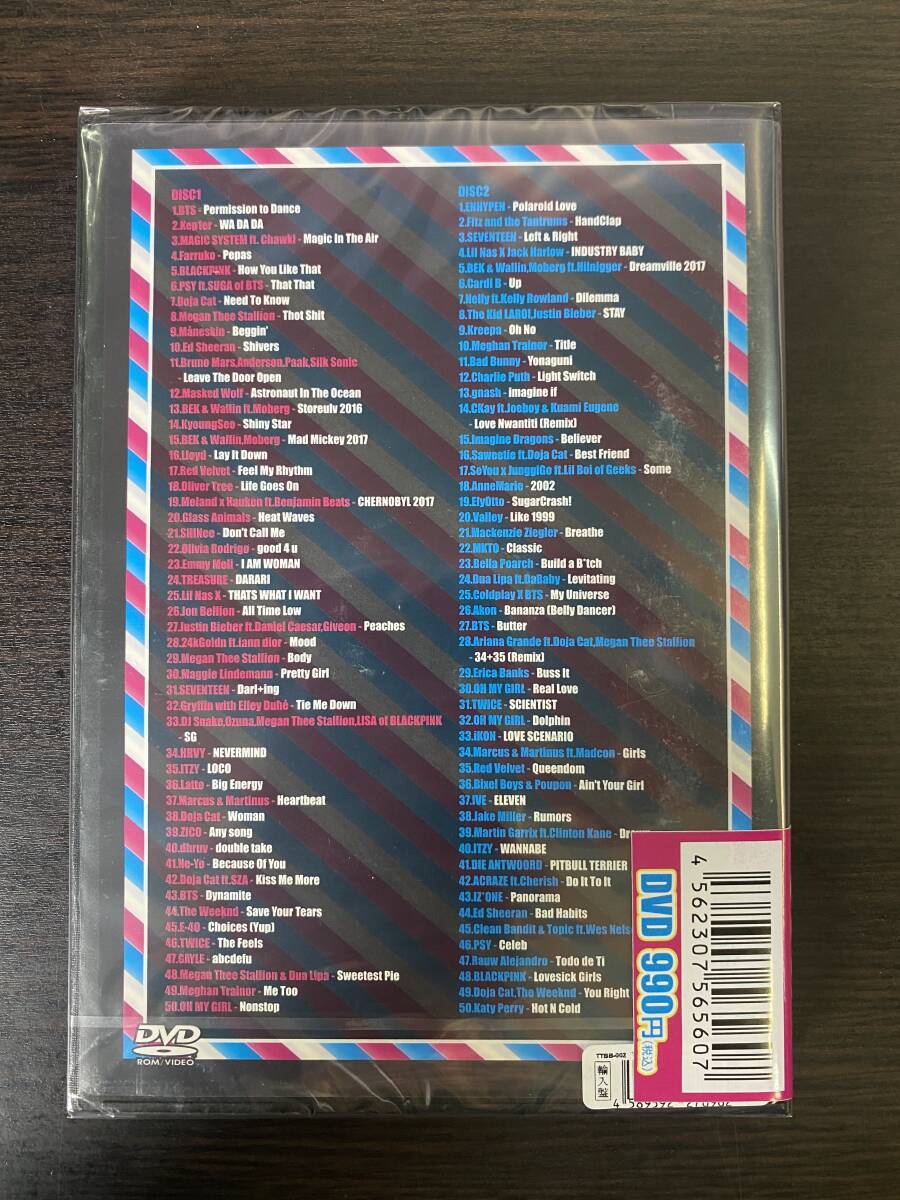 DISC1
1.BTS - Permission to Dance
2.Kep1er - WA DA DA
3.MAGIC SYSTEM ft. Chawki - Magic In The Air
4.Farruko - Pepas
5.BLACKPINK - How You Like That
6.PSY ft.SUGA of BTS - That That
7.Doja Cat - Need To Know
8.Megan Thee Stallion - Thot Shit
9.Måneskin - Beggin'
10.Ed Sheeran - Shivers
11.Bruno Mars,Anderson.Paak,Silk Sonic
- Leave The Door Open
12.Masked Wolf - Astronaut In The Ocean
13.BEK & Wallin ft.Moberg - Storeulv 2016
14.KyoungSeo - Shiny Star
15.BEK & Wallin,Moberg - Mad Mickey 2017
16.Lloyd - Lay It Down
17.Red Velvet - Feel My Rhythm
18.Oliver Tree - Life Goes On
19.Meland x Hauken ft.Benjamin Beats - CHERNOBYL 2017
20.Glass Animals - Heat Waves
21.SHINee - Don't Call Me
22.Olivia Rodrigo - good 4 u
23.Emmy Meli - I AM WOMAN
24.TREASURE - DARARI
25.Lil Nas X - THATS WHAT I WANT
26.Jon Bellion - All Time Low
27.Justin Bieber ft.Daniel Caesar,Giveon - Peaches
28.24kGoldn ft.iann dior - Mood
29.Megan Thee Stallion - Body
30.Maggie Lindemann - Pretty Girl
31.SEVENTEEN - Darl+ing
32.Gryffin with Elley Duhé - Tie Me Down
33.DJ Snake,Ozuna,Megan Thee Stallion,LISA of BLACKPINK
- SG
34.HRVY - NEVERMIND
35.ITZY - LOCO
36.Latto - Big Energy
37.Marcus & Martinus - Heartbeat
38.Doja Cat - Woman
39.ZICO - Any song
40.dhruv - double take
41.Ne-Yo - Because Of You
42.Doja Cat ft.SZA - Kiss Me More
43.BTS - Dynamite
44.The Weeknd - Save Your Tears
45.E-40 - Choices (Yup)
46.TWICE - The Feels
47.GAYLE - abcdefu
48.Megan Thee Stallion & Dua Lipa - Sweetest Pie
49.Meghan Trainor - Me Too
50.OH MY GIRL - Nonstop
DISC2
1.ENHYPEN - Polaroid Love
2.Fitz and the Tantrums - HandClap
3.SEVENTEEN - Left & Right
4.Lil Nas X Jack Harlow - INDUSTRY BABY
5.BEK & Wallin,Moberg ft.Hilnigger - Dreamville 2017
6.Cardi B - Up
7.Nelly ft.Kelly Rowland - Dilemma
8.The Kid LAROI,Justin Bieber - STAY
9.Kreepa - Oh No
10.Meghan Trainor - Title
11.Bad Bunny - Yonaguni
12.Charlie Puth - Light Switch
13.gnash - Imagine if
14.CKay ft.Joeboy & Kuami Eugene
- Love Nwantiti (Remix)
15.Imagine Dragons - Believer
16.Saweetie ft.Doja Cat - Best Friend
17.SoYou x JunggiGo ft.Lil Boi of Geeks - Some
18.AnneMarie - 2002
19.ElyOtto - SugarCrash!
20.Valley - Like 1999
21.Mackenzie Ziegler - Breathe
22.MKTO - Classic
23.Bella Poarch - Build a B*tch
24.Dua Lipa ft.DaBaby - Levitating
25.Coldplay X BTS - My Universe
26.Akon - Bananza (Belly Dancer)
27.BTS - Butter
28.Ariana Grande ft.Doja Cat,Megan Thee Stallion
- 34+35 (Remix)
29.Erica Banks - Buss It
30.OH MY GIRL - Real Love
31.TWICE - SCIENTIST
32.OH MY GIRL - Dolphin
33.iKON - LOVE SCENARIO
34.Marcus & Martinus ft.Madcon - Girls
35.Red Velvet - Queendom
36.Bixel Boys & Poupon - Ain't Your Girl
37.IVE - ELEVEN
38.Jake Miller - Rumors
39.Martin Garrix ft.Clinton Kane -
40.ITZY - WANNABE
41.DIE ANTWOORD - PITBULL TERRIER
42.ACRAZE ft.Cherish - Do It To It
43.IZ*ONE - Panorama
44.Ed Sheeran - Bad Habits
45.Clean Bandit & Topic ft.Wes
46.PSY - Celeb
47.Rauw Alejandro - Todo de Ti
48.BLACKPINK - Lovesick Girls
49.Doja Cat,The Weeknd - You Right
50.Katy Perry - Hot N Cold
DVD
ROM/VIDEO
DVD 990円(税込)
4562307565607
TTBB-002
輸入盤